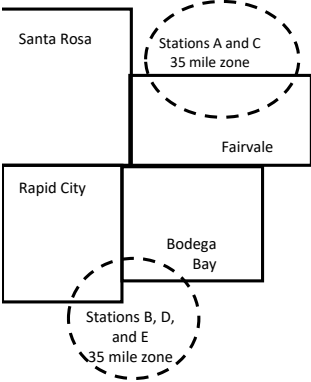 Santa Rosa
Stations A and C
35 mile zone
Fairvale
Rapid City
Bodega
Bay
Stations B, D,
and E
35 mile zone